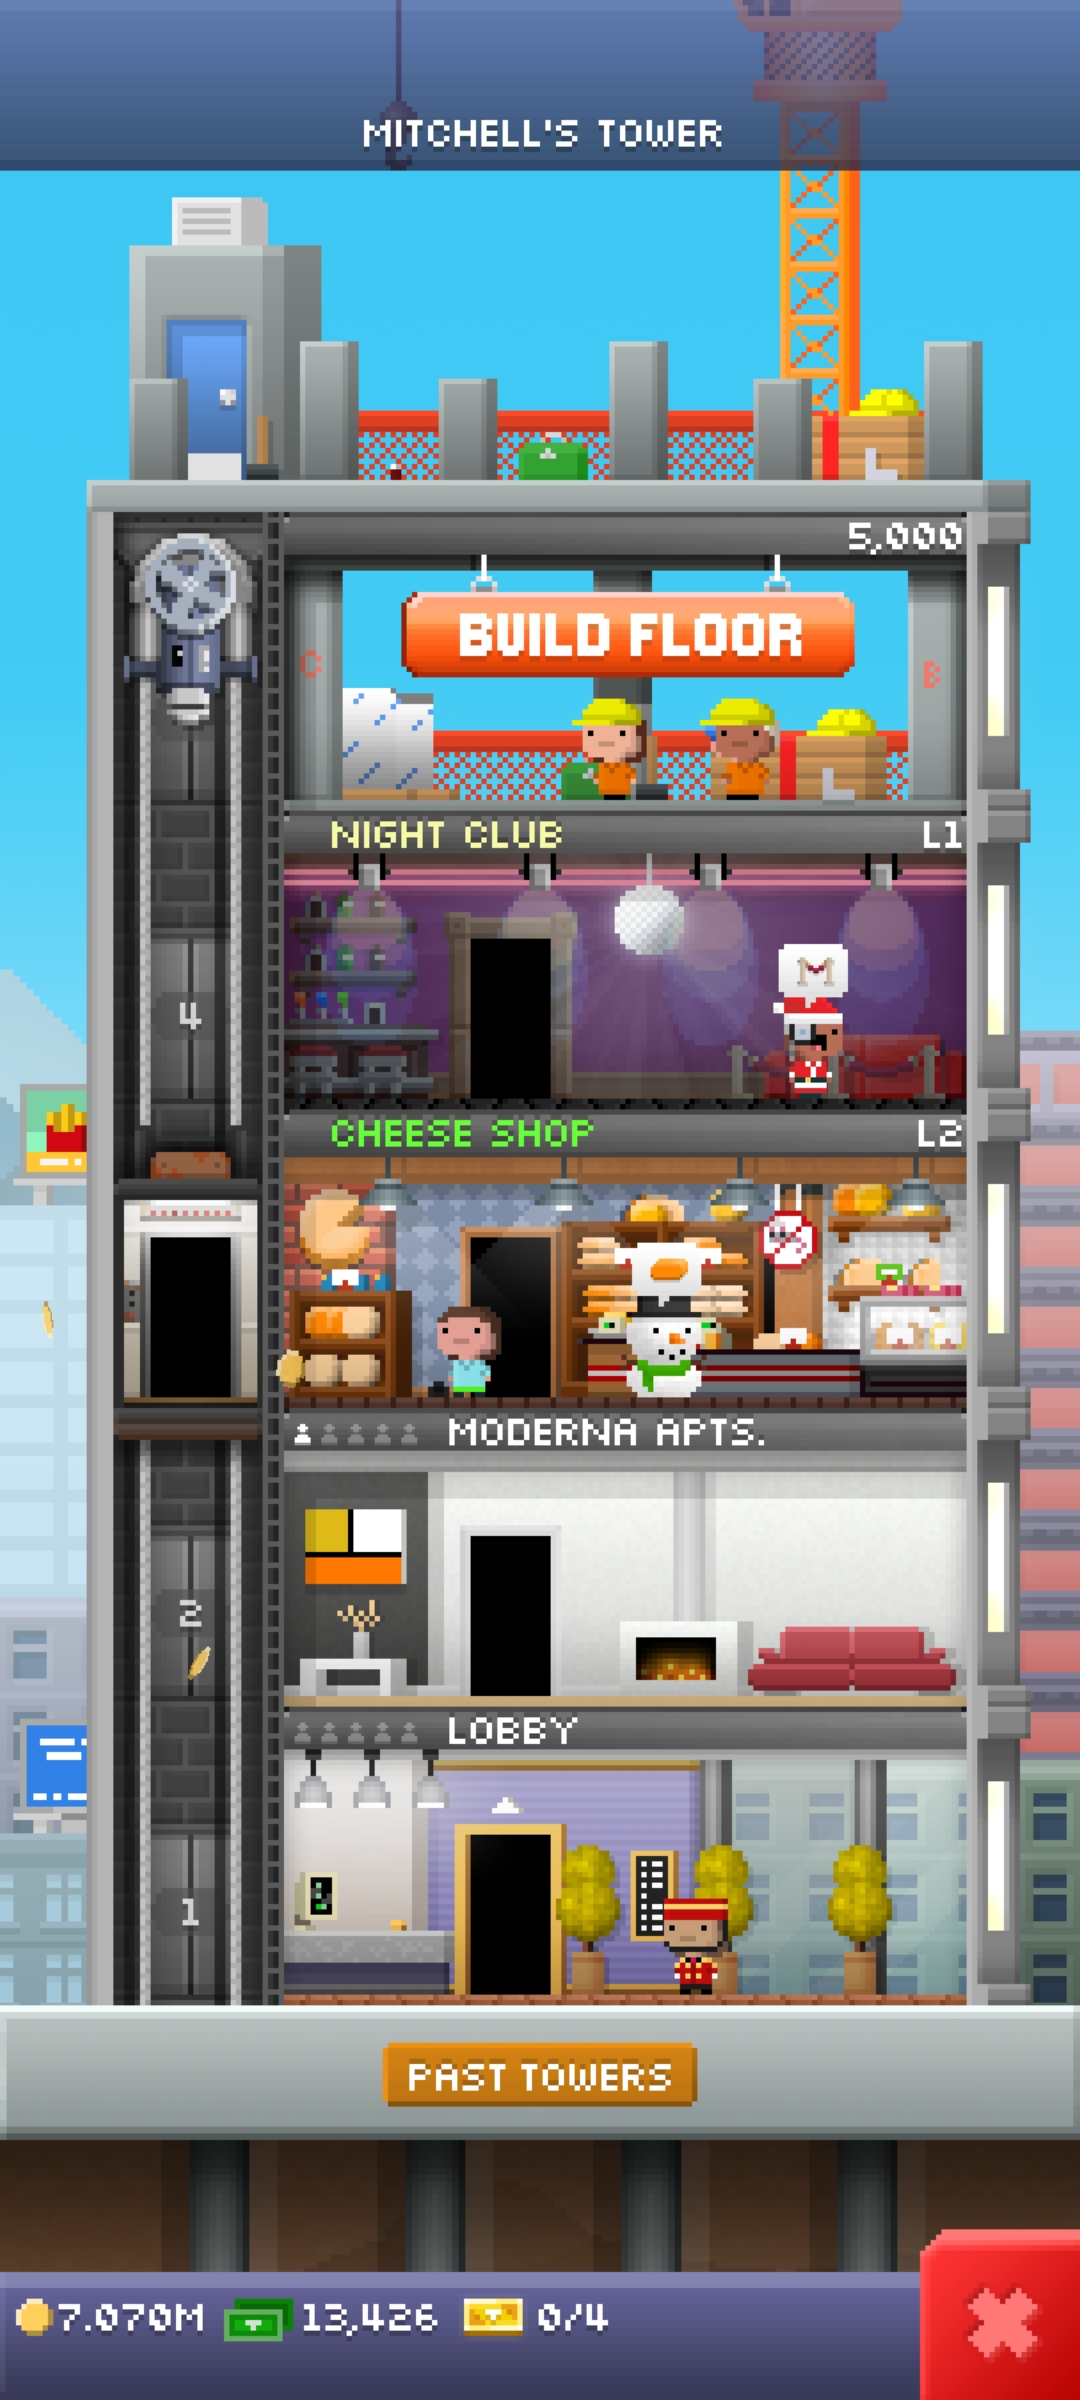 MITCHELL'S TOWER
5,000
BUILD FLOOR
C
B
NIGHT CLUB L1
M
4
CHEESE SHOP L2
MODERNA APTS.
2
LOBBY
1
PAST TOWERS
7.070M 13,426 0/4